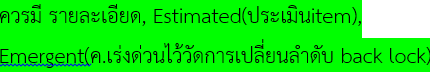 ควรมี รายละเอียด, Estimated(ประเมินitem),
Emergent(ค.เร่งด่วนไว้วัดการเปลี่ยนลำดับ back lock)